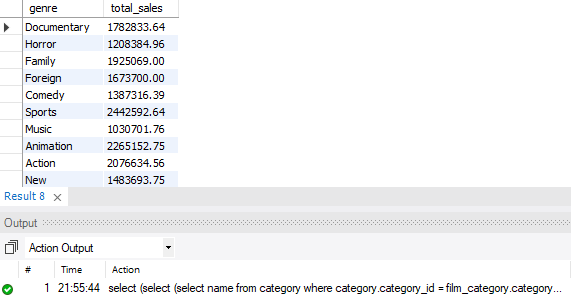 genre total_sales
Documentary 1782833.64
Horror 1208384.96
Family 1925069.00
Foreign 1673700.00
Comedy 1387316.39
Sports 2442592.64
Music 1030701.76
Animation 2265152.75
Action 2076634.56
New 1483693.75
Result 8 ×
Output
Action Output
# Time Action
1 21:55:44 select (select (select name from category where category.category_id = film_category.category...